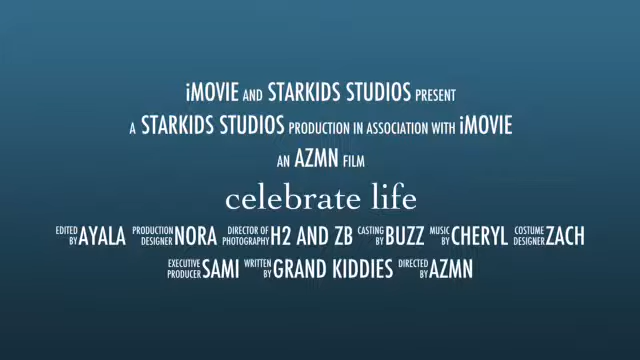 iMOVIE AND STARKIDS STUDIOS PRESENT
A STARKIDS STUDIOS PRODUCTION IN ASSOCIATION WITH iMOVIE
AN AZMN FILM
celebrate life
EDITED BY AYALA PRODUCTION DESIGNER NORA DIRECTOR OF PHOTOGRAPHY H2 AND ZB CASTING BY BUZZ MUSIC BY CHERYL COSTUME DESIGNER ZACH
EXECUTIVE PRODUCER SAMI WRITTEN BY GRAND KIDDIES DIRECTED BY AZMN